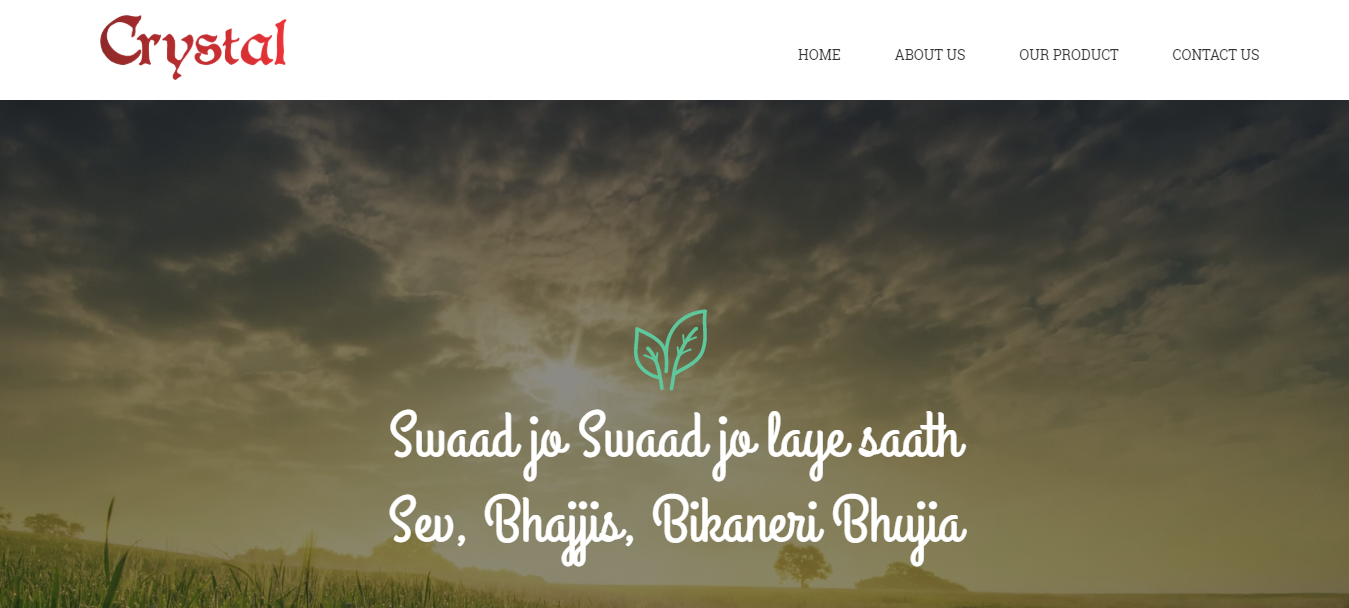 Crystal
HOME ABOUT US OUR PRODUCT CONTACT US
Swaad jo Swaad jo laye saath
Sev, Bhajjis, Bikaneri Bhujia